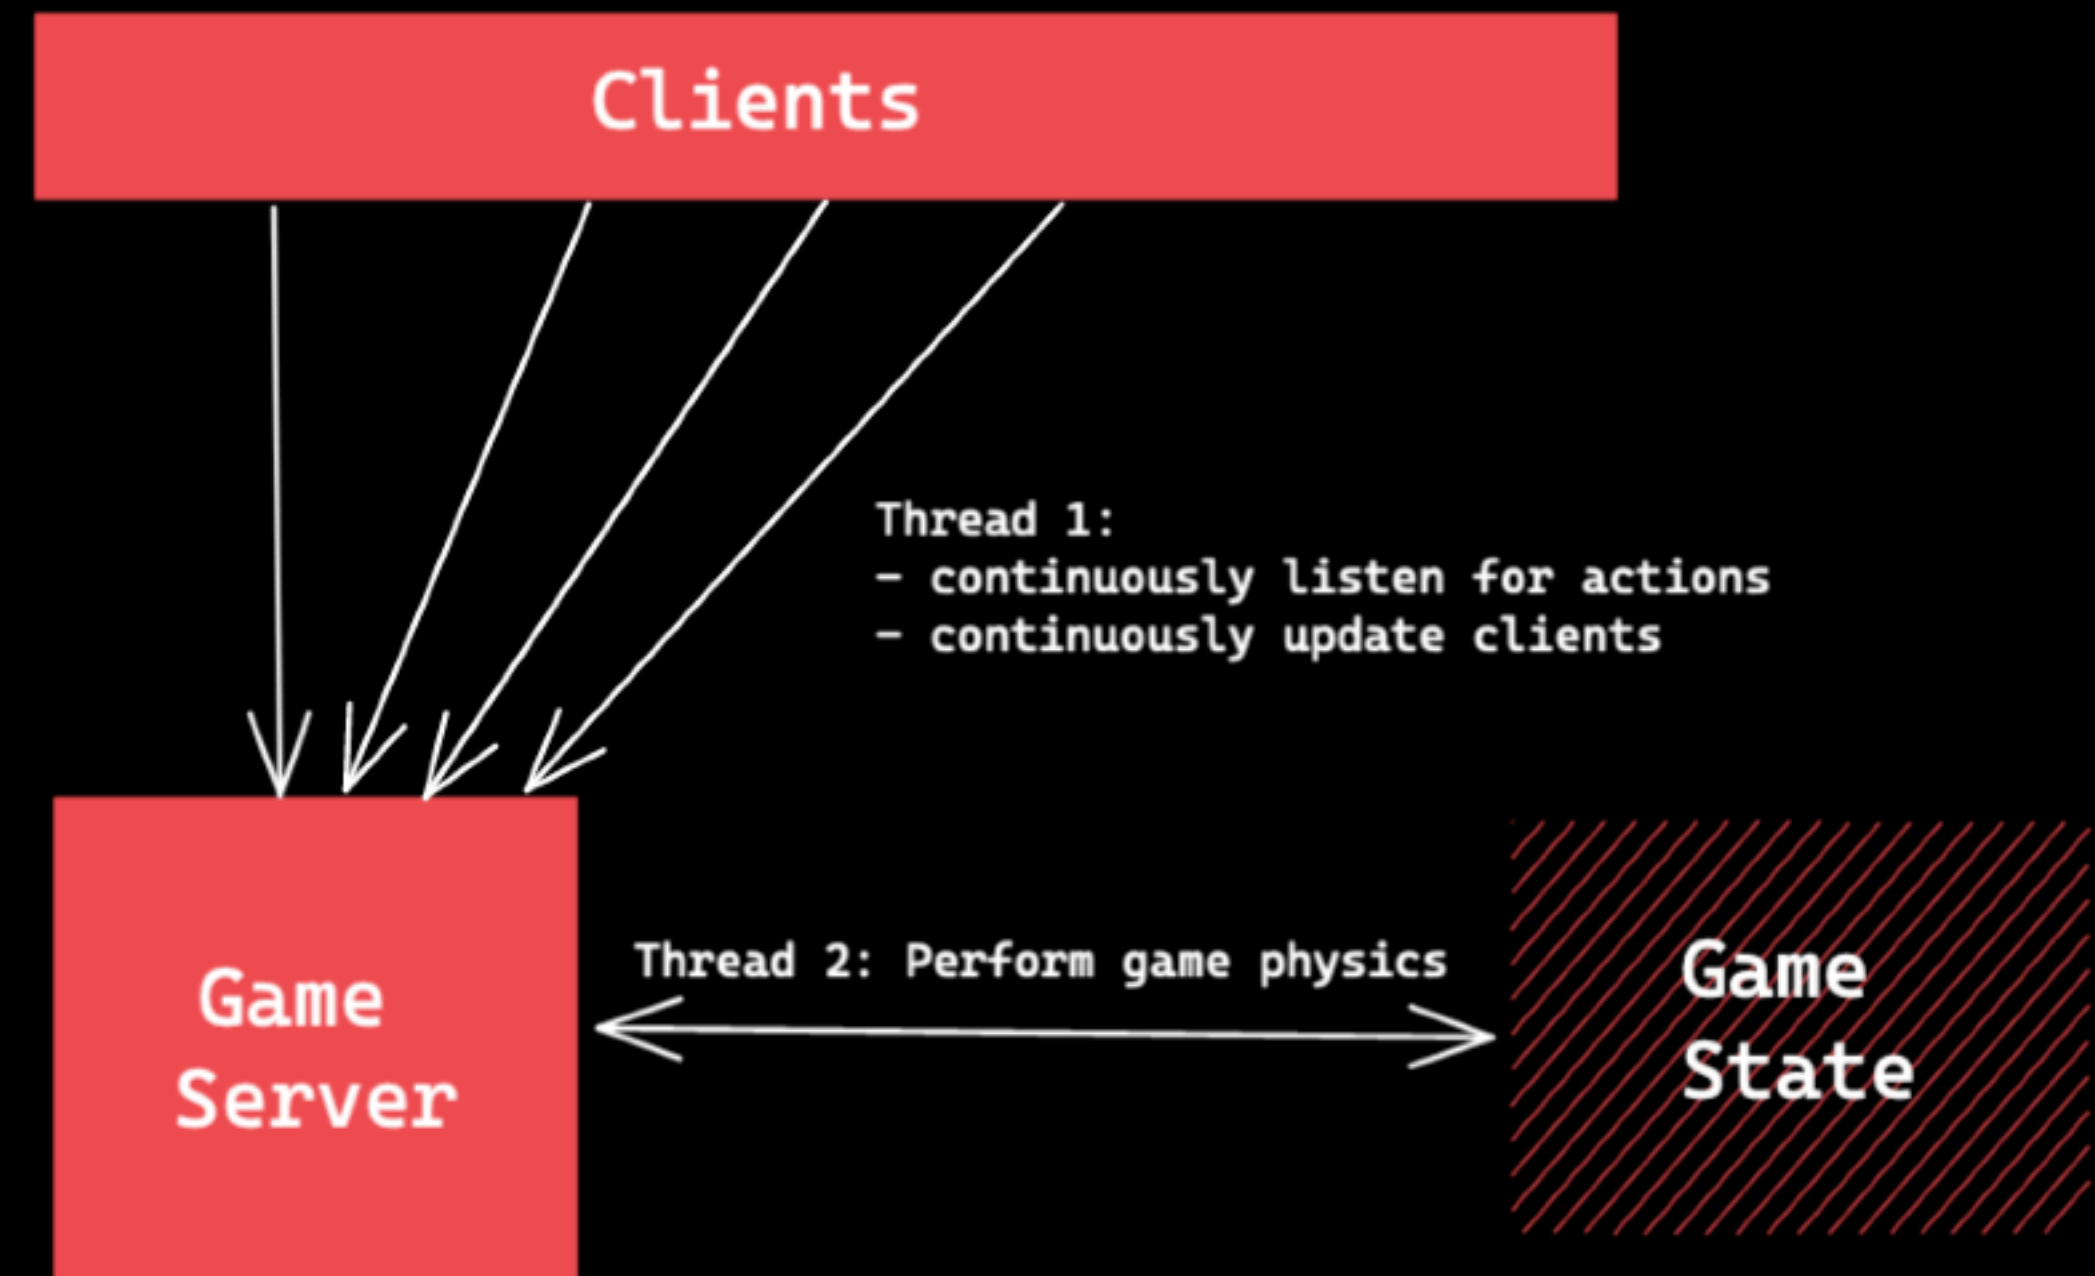 Clients
Thread 1:
- continuously listen for actions
- continuously update clients
Thread 2: Perform game physics
Game
Server
Game
State